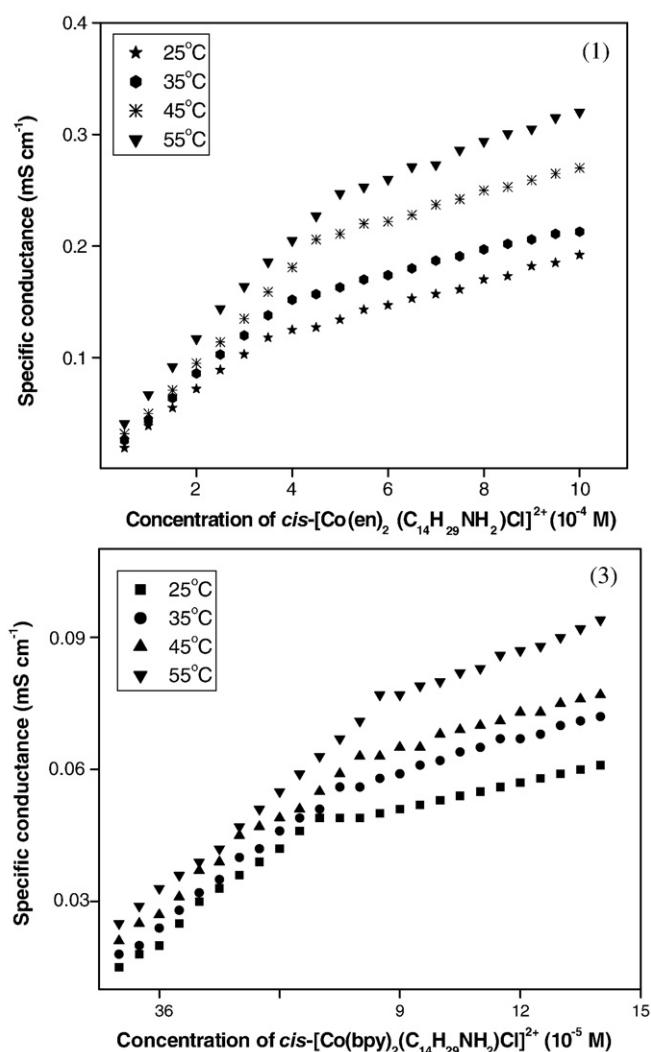 (1)
25°C
35°C
45°C
55°C
0.4
0.3
0.2
0.1
Specific conductance (mS cm⁻¹)
2 4 6 8 10
Concentration of cis-[Co(en)₂ (C₁₄H₂₉NH₂)Cl]²⁺ (10⁻⁴ M)
(3)
25°C
35°C
45°C
55°C
0.09
0.06
0.03
Specific conductance (mS cm⁻¹)
36 9 12 15
Concentration of cis-[Co(bpy)₂(C₁₄H₂₉NH₂)Cl]²⁺ (10⁻⁵ M)